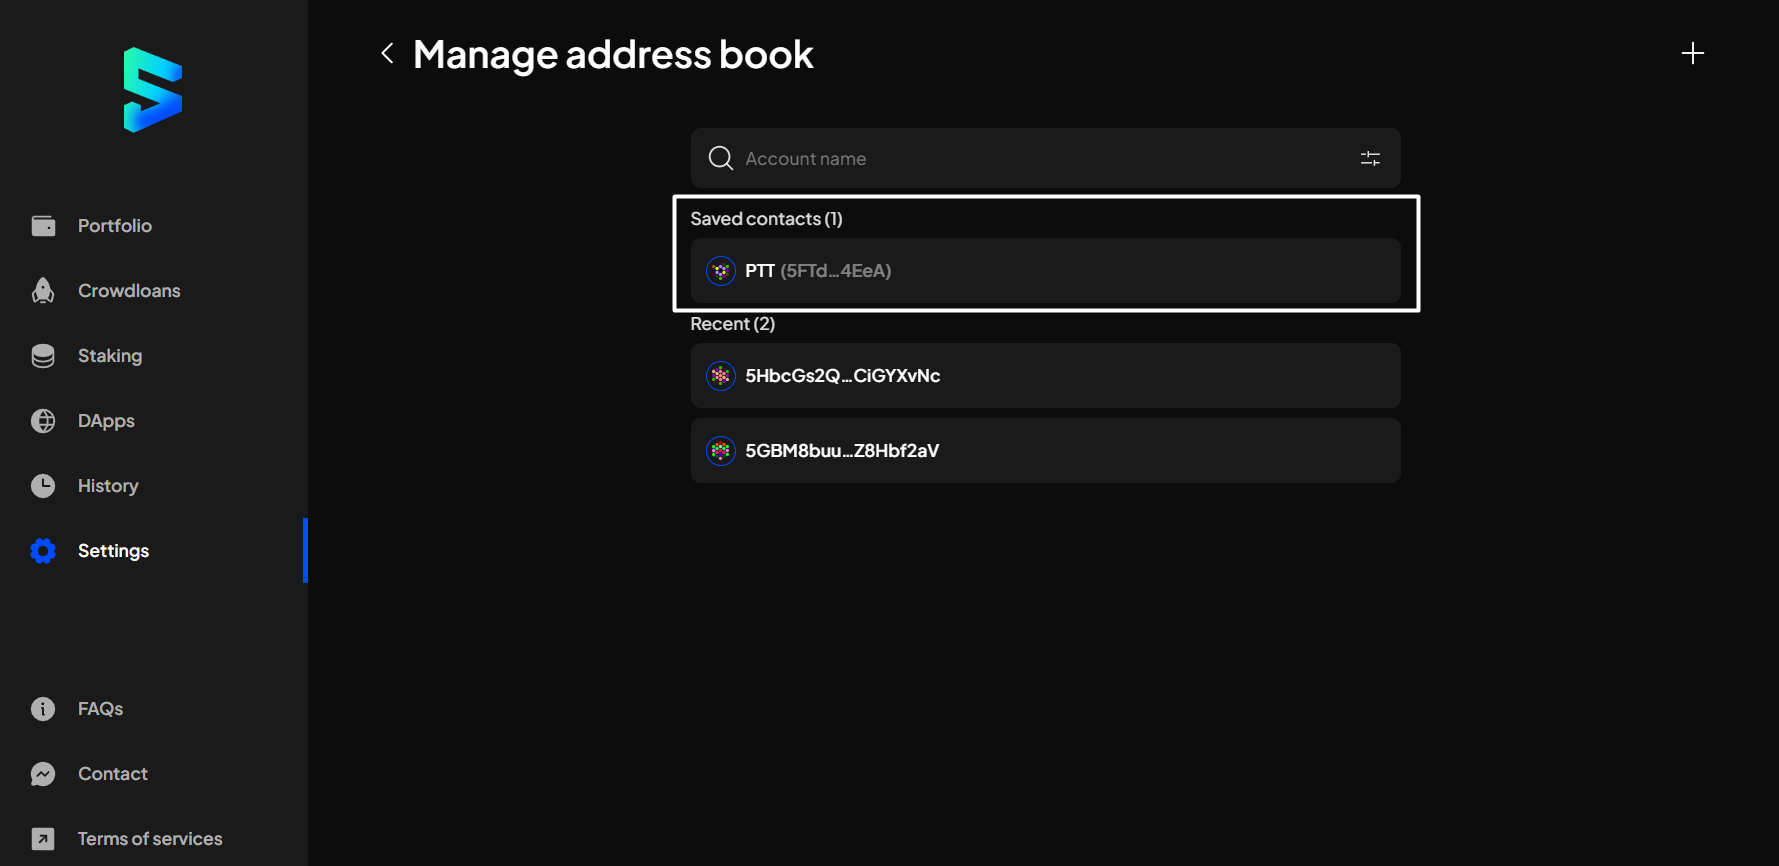 Manage address book
Account name
Portfolio
Crowdloans
Staking
DApps
History
Settings
FAQs
Contact
Terms of services
Saved contacts (1)
PTT (5FTd...4EeA)
Recent (2)
5HbcGs2Q...CiGYXvNc
5GBM8buu...Z8Hbf2aV